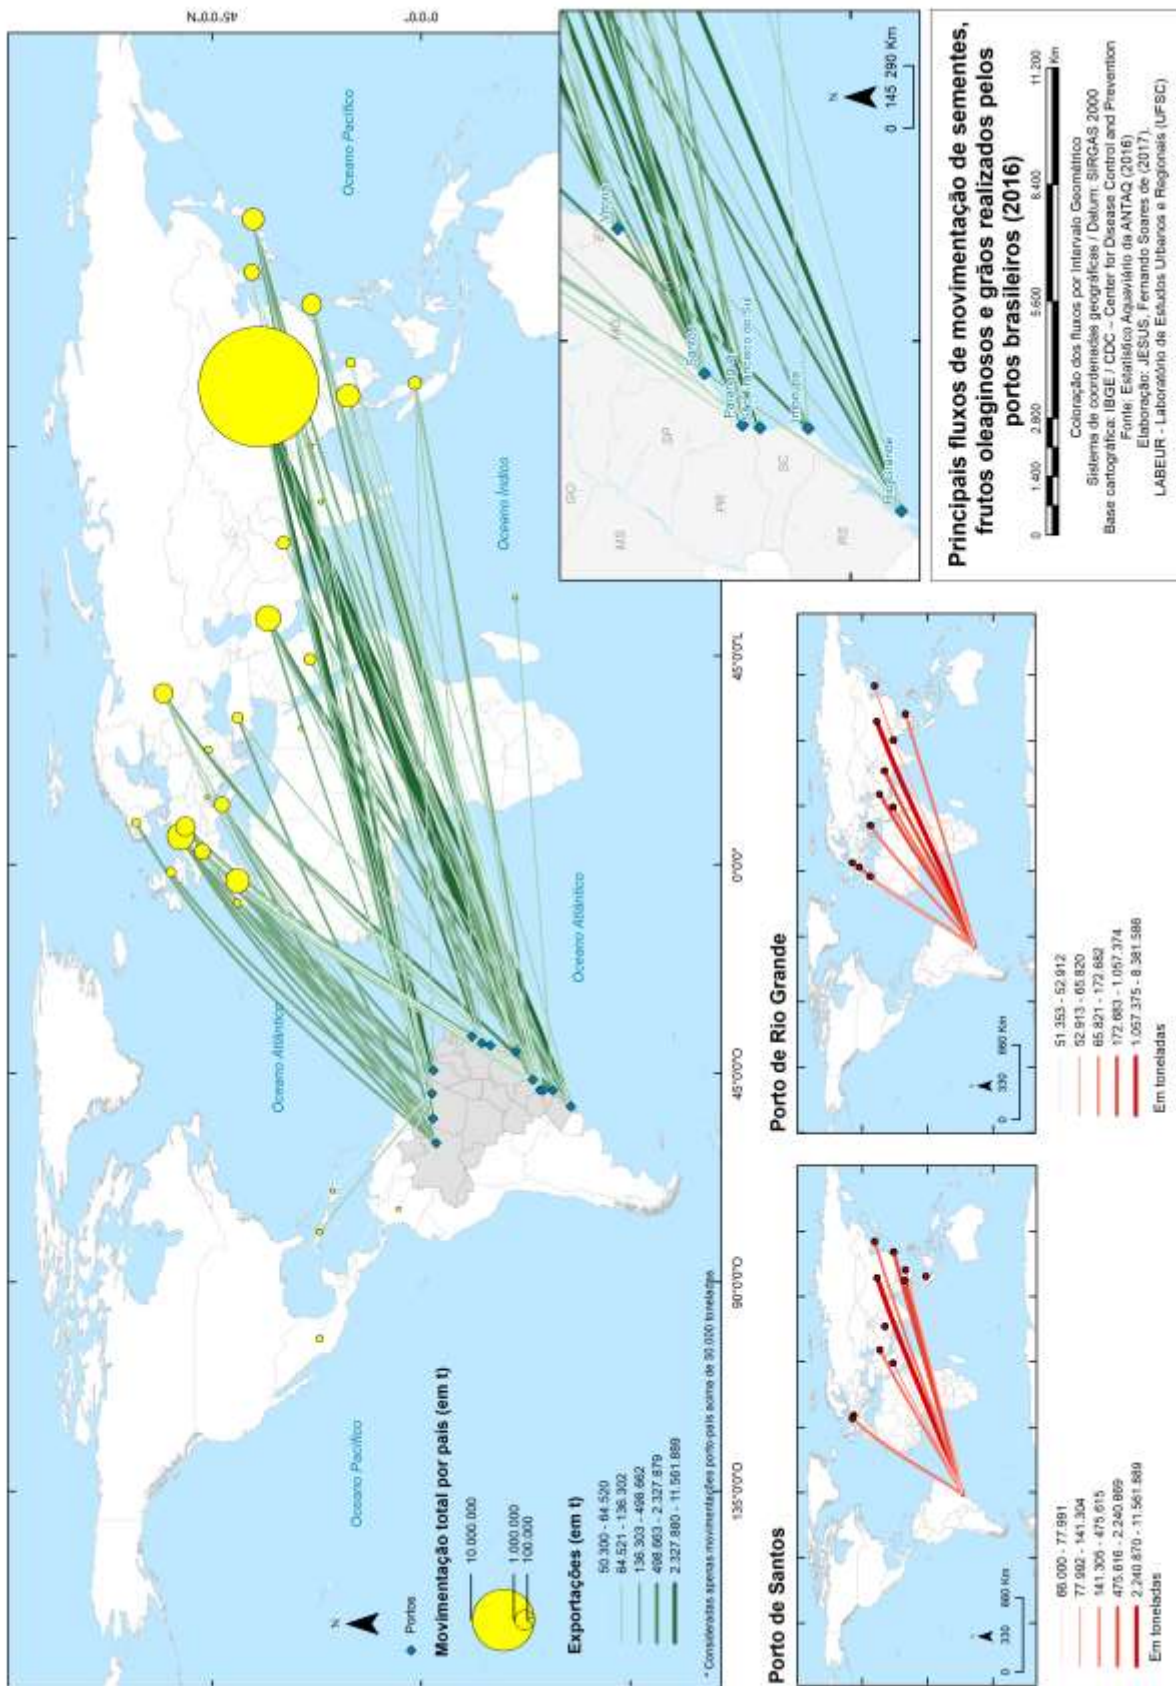 Oceano Pacífico
Oceano Pacífico
Oceano Atlântico
Oceano Atlântico
Oceano Índico
45°0'0"N
0°0'0"
135°0'0"O
90°0'0"O
45°0'0"O
0°0'0"
45°0'0"L
N
Portos
Movimentação total por país (em t)
10.000.000
1.000.000
100.000
Exportações (em t)
50.300 - 64.520
64.521 - 136.302
136.303 - 498.662
498.663 - 2.327.879
2.327.880 - 11.561.889
* Consideradas apenas movimentações porto-país acima de 50.000 toneladas
Porto de Santos
0 330 660 Km
66.000 - 77.991
77.992 - 141.304
141.305 - 475.615
475.616 - 2.240.869
2.240.870 - 11.561.889
Em toneladas
Porto de Rio Grande
0 330 660 Km
51.353 - 52.912
52.913 - 65.820
65.821 - 172.682
172.683 - 1.057.374
1.057.375 - 8.381.586
Em toneladas
GO
MS
SP
PR
SC
RS
Santos
Imbituba
N
0 145 290 Km
Principais fluxos de movimentação de sementes,
frutos oleaginosos e grãos realizados pelos
portos brasileiros (2016)
0 1.400 2.800 5.600 8.400 11.200
Km
Coloração dos fluxos por Intervalo Geométrico
Sistema de coordenadas geográficas / Datum: SIRGAS 2000
Base cartográfica: IBGE / CDC – Center for Disease Control and Prevention
Fonte: Estatístico Aquaviário da ANTAQ (2016)
Elaboração: JESUS, Fernando Soares de (2017).
LABEUR - Laboratório de Estudos Urbanos e Regionais (UFSC)